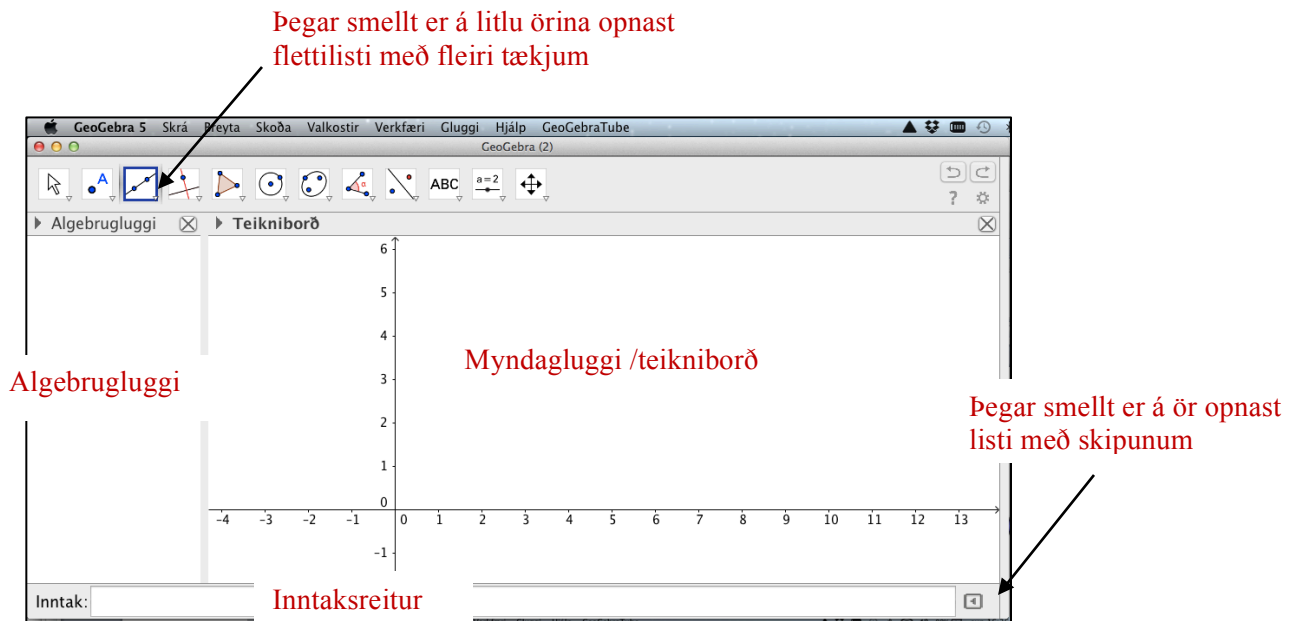 Þegar smellt er á litlu örina opnast
flettilisti með fleiri tækjum
GeoGebra 5 Skrá Breyta Skoða Valkostir Verkfæri Gluggi Hjálp GeoGebraTube
GeoGebra (2)
A
α
ABC
a=2
?
Algebrugluggi
Teikniborð
6
5
4
Myndagluggi /teikniborð
3
Algebrugluggi
Þegar smellt er á ör opnast
listi með skipunum
2
1
0
-4 -3 -2 -1 0 1 2 3 4 5 6 7 8 9 10 11 12 13
-1
Inntak:
Inntaksreitur